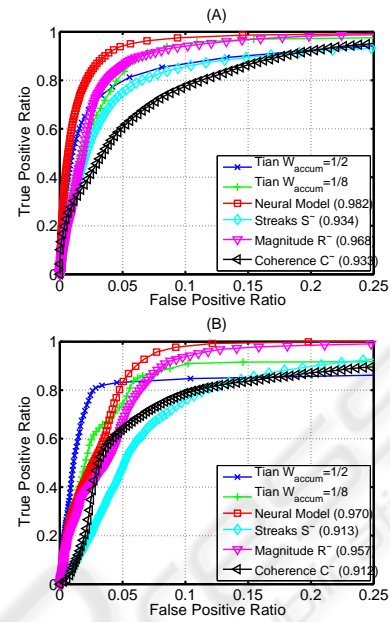 (A)
1
0.8
0.6
0.4
0.2
0
True Positive Ratio
Tian W_accum=1/2
Tian W_accum=1/8
Neural Model (0.982)
Streaks S⁻ (0.934)
Magnitude R⁻ (0.968)
Coherence C⁻ (0.933)
0 0.05 0.1 0.15 0.2 0.25
False Positive Ratio
(B)
1
0.8
0.6
0.4
0.2
0
True Positive Ratio
Tian W_accum=1/2
Tian W_accum=1/8
Neural Model (0.970)
Streaks S⁻ (0.913)
Magnitude R⁻ (0.957)
Coherence C⁻ (0.912)
0 0.05 0.1 0.15 0.2 0.25
False Positive Ratio